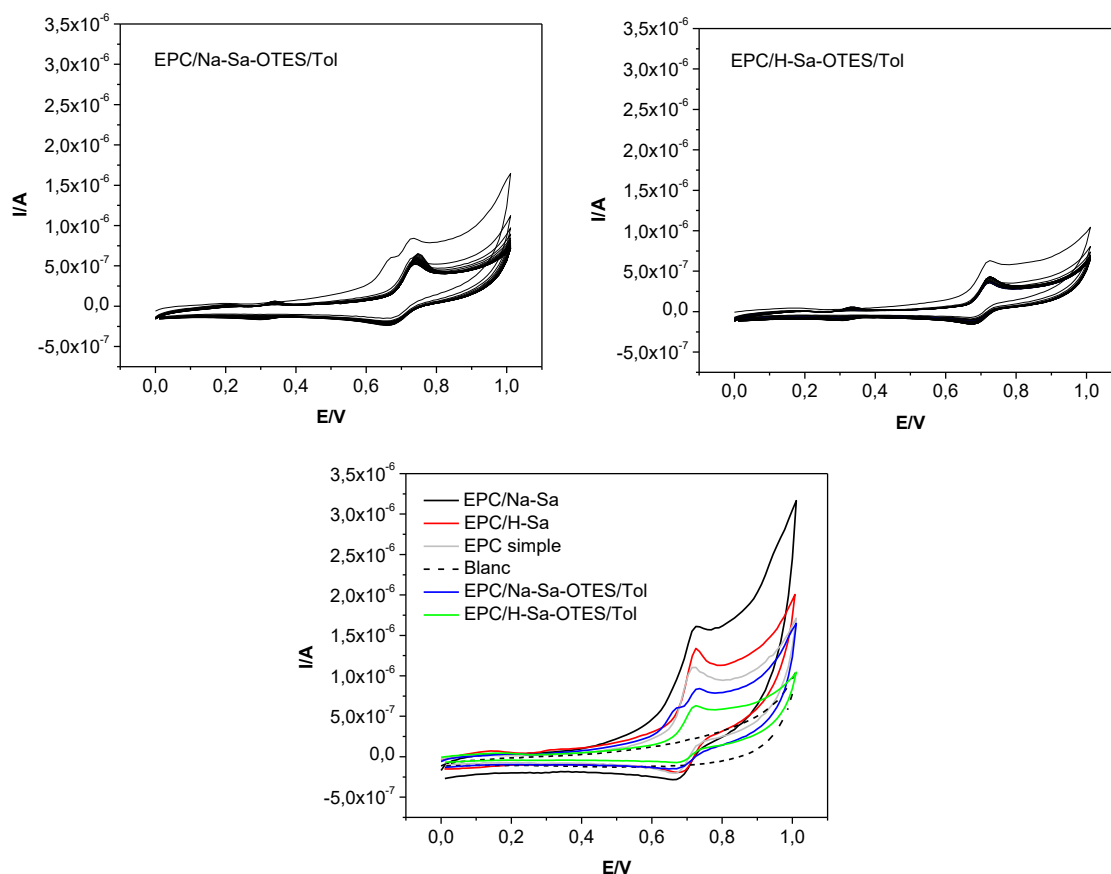 EPC/Na-Sa-OTES/Tol
3,5x10⁻⁶
3,0x10⁻⁶
2,5x10⁻⁶
2,0x10⁻⁶
1,5x10⁻⁶
1,0x10⁻⁶
5,0x10⁻⁷
0,0
-5,0x10⁻⁷
I/A
0,0 0,2 0,4 0,6 0,8 1,0
E/V
EPC/H-Sa-OTES/Tol
3,5x10⁻⁶
3,0x10⁻⁶
2,5x10⁻⁶
2,0x10⁻⁶
1,5x10⁻⁶
1,0x10⁻⁶
5,0x10⁻⁷
0,0
-5,0x10⁻⁷
I/A
0,0 0,2 0,4 0,6 0,8 1,0
E/V
3,5x10⁻⁶
3,0x10⁻⁶
2,5x10⁻⁶
2,0x10⁻⁶
1,5x10⁻⁶
1,0x10⁻⁶
5,0x10⁻⁷
0,0
-5,0x10⁻⁷
I/A
EPC/Na-Sa
EPC/H-Sa
EPC simple
Blanc
EPC/Na-Sa-OTES/Tol
EPC/H-Sa-OTES/Tol
0,0 0,2 0,4 0,6 0,8 1,0
E/V